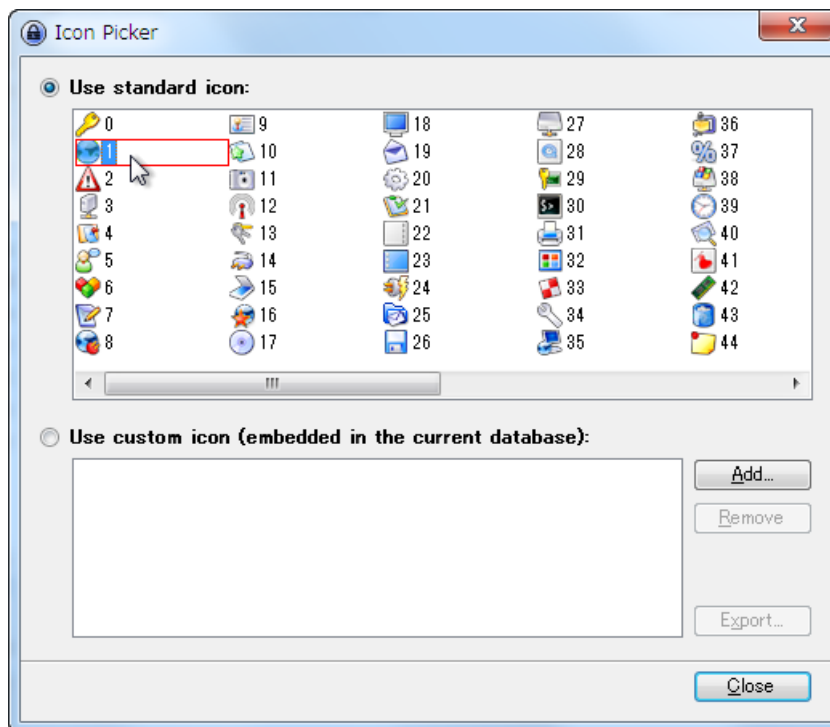 Icon Picker
Use standard icon:
0 9 18 27 36
1 10 19 28 37
2 11 20 29 38
3 12 21 30 39
4 13 22 31 40
5 14 23 32 41
6 15 24 33 42
7 16 25 34 43
8 17 26 35 44
Use custom icon (embedded in the current database):
Add...
Remove
Export...
Close